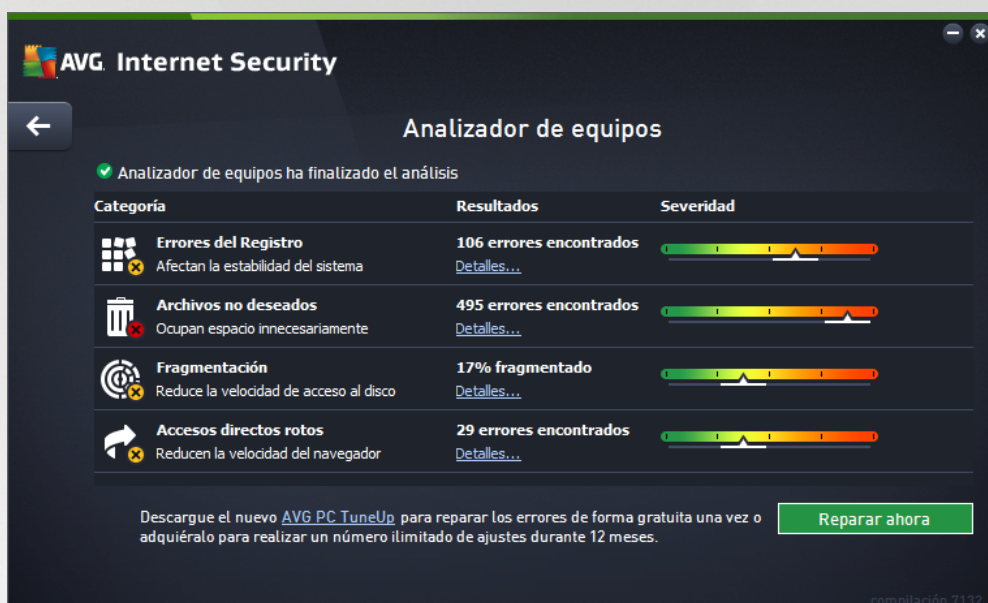 AVG. Internet Security
Analizador de equipos
Analizador de equipos ha finalizado el análisis
Categoría Resultados Severidad
Errores del Registro 106 errores encontrados
Afectan la estabilidad del sistema Detalles...
Archivos no deseados 495 errores encontrados
Ocupan espacio innecesariamente Detalles...
Fragmentación 17% fragmentado
Reduce la velocidad de acceso al disco Detalles...
Accesos directos rotos 29 errores encontrados
Reducen la velocidad del navegador Detalles...
Descargue el nuevo AVG PC TuneUp para reparar los errores de forma gratuita una vez o
adquiéralo para realizar un número ilimitado de ajustes durante 12 meses.
Reparar ahora
compilación 7132